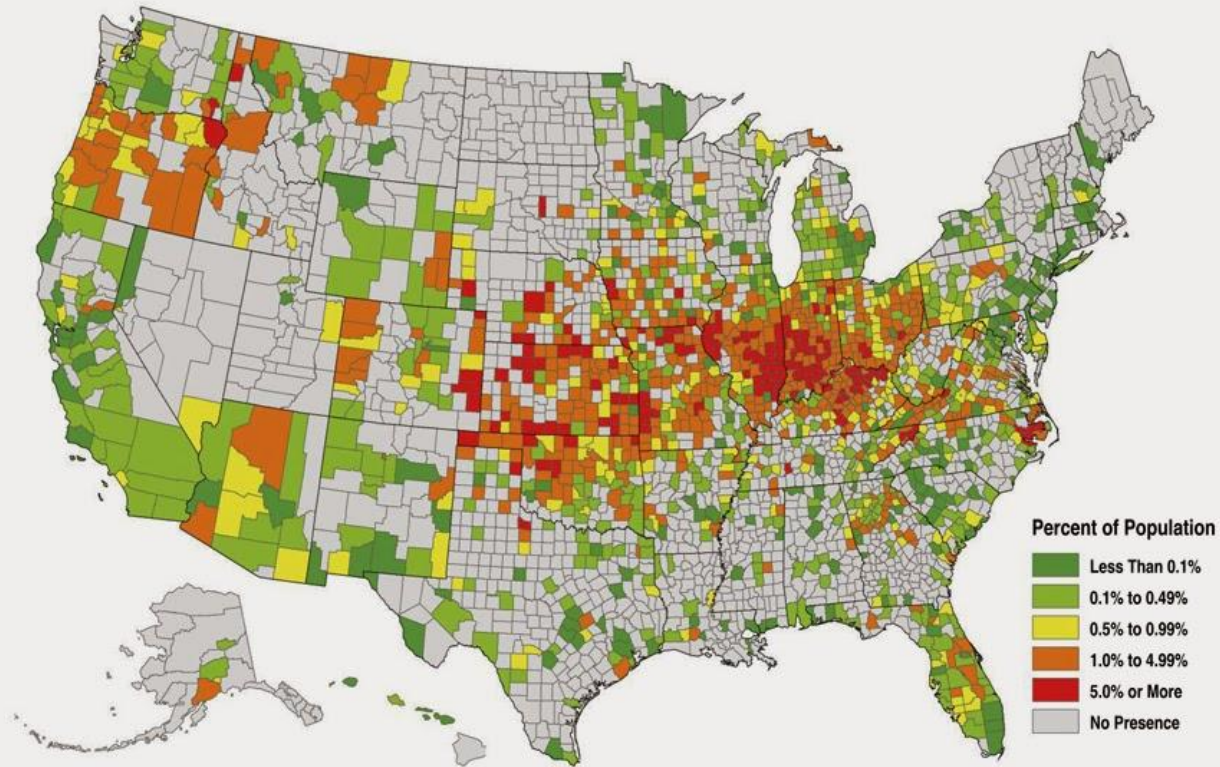 Percent of Population
Less Than 0.1%
0.1% to 0.49%
0.5% to 0.99%
1.0% to 4.99%
5.0% or More
No Presence